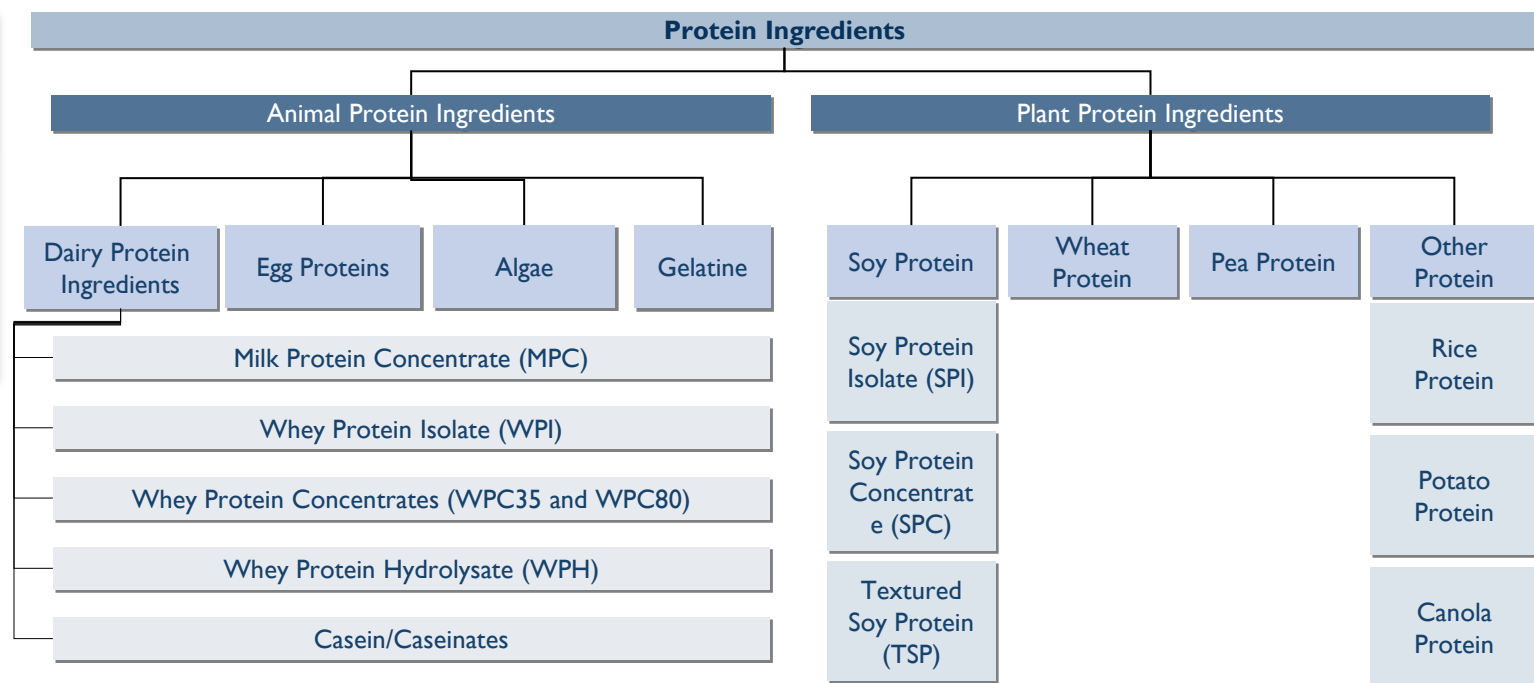 Protein Ingredients
Animal Protein Ingredients
Plant Protein Ingredients
Dairy Protein
Ingredients
Egg Proteins
Algae
Gelatine
Soy Protein
Wheat
Protein
Pea Protein
Other
Protein
Milk Protein Concentrate (MPC)
Whey Protein Isolate (WPI)
Whey Protein Concentrates (WPC35 and WPC80)
Whey Protein Hydrolysate (WPH)
Casein/Caseinates
Soy Protein
Isolate (SPI)
Soy Protein
Concentrat
e (SPC)
Textured
Soy Protein
(TSP)
Rice
Protein
Potato
Protein
Canola
Protein